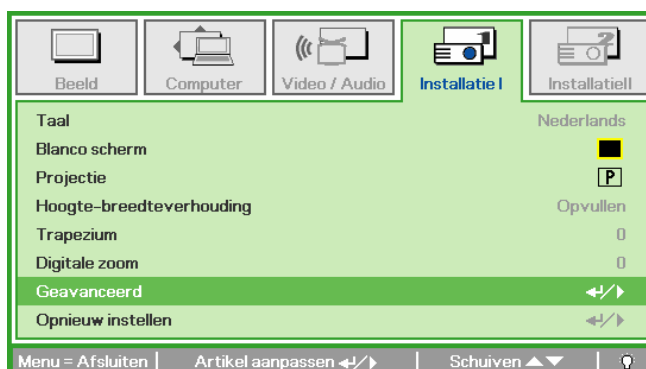 Beeld Computer Video / Audio Installatie I InstallatieII
Taal Nederlands
Blanco scherm
Projectie P
Hoogte-breedteverhouding Opvullen
Trapezium 0
Digitale zoom 0
Geavanceerd ↵/▶
Opnieuw instellen ↵/▶
Menu = Afsluiten | Artikel aanpassen ↵/▶ | Schuiven ▲▼ |